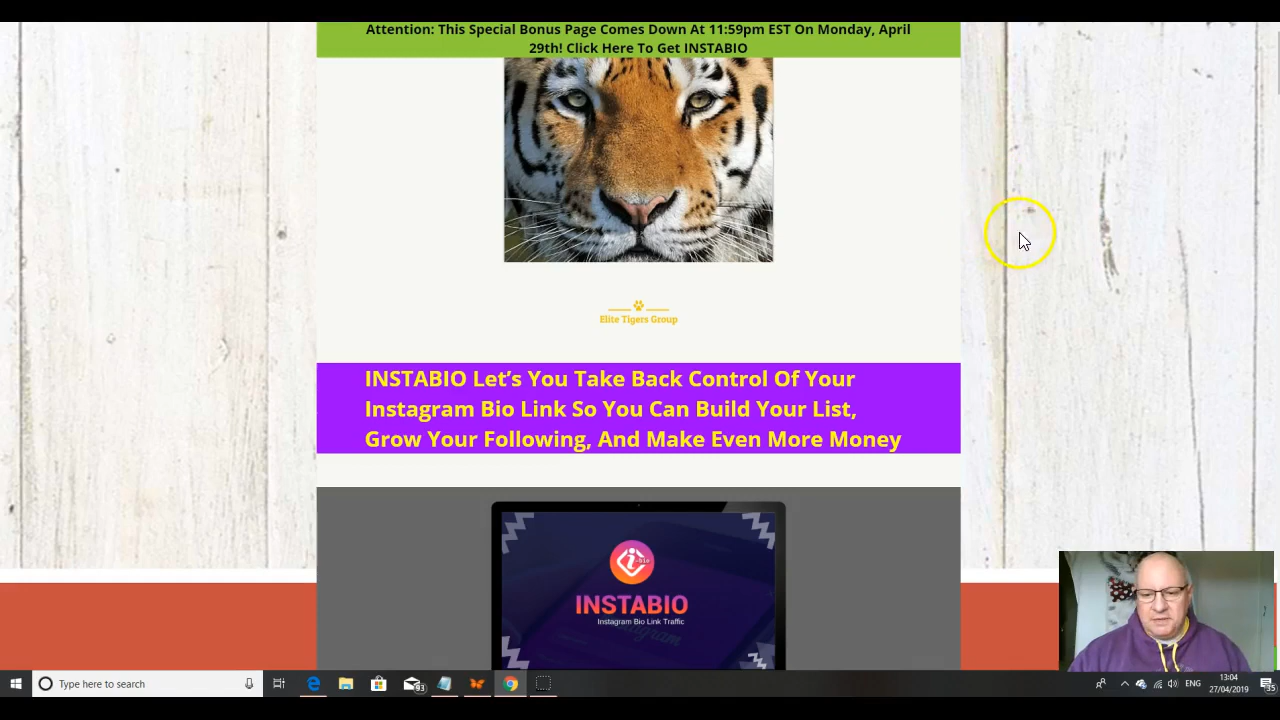 Attention: This Special Bonus Page Comes Down At 11:59pm EST On Monday, April
29th! Click Here To Get INSTABIO
Elite Tigers Group
INSTABIO Let's You Take Back Control Of Your
Instagram Bio Link So You Can Build Your List,
Grow Your Following, And Make Even More Money
INSTABIO
Instagram Bio Link Traffic
Type here to search
93
ENG
13:04
27/04/2019
35